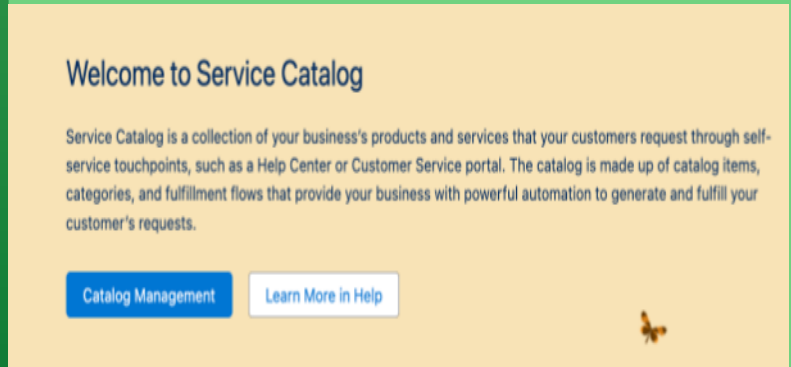 Welcome to Service Catalog
Service Catalog is a collection of your business's products and services that your customers request through self-
service touchpoints, such as a Help Center or Customer Service portal. The catalog is made up of catalog items,
categories, and fulfillment flows that provide your business with powerful automation to generate and fulfill your
customer's requests.
Catalog Management
Learn More in Help